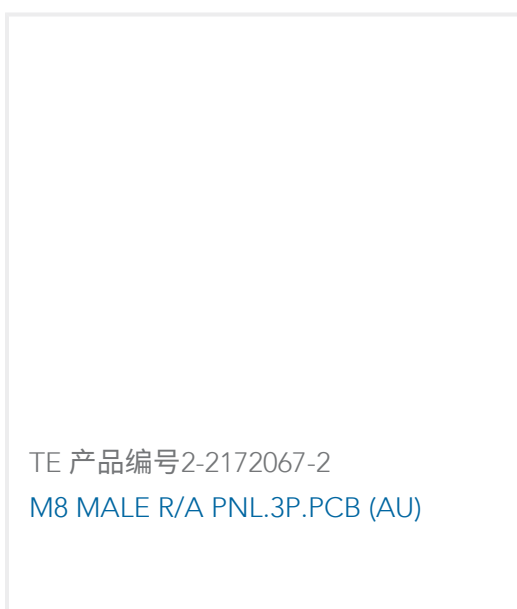 TE 产品编号2-2172067-2
M8 MALE R/A PNL.3P.PCB (AU)